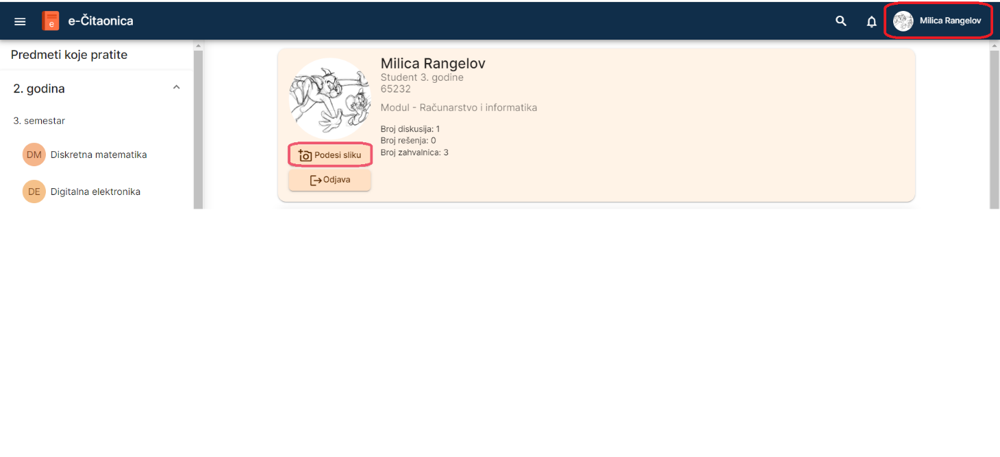 e
e-Čitaonica
Milica Rangelov
Predmeti koje pratite
2. godina
3. semestar
DM Diskretna matematika
DE Digitalna elektronika
Milica Rangelov
Student 3. godine
65232
Modul - Računarstvo i informatika
Broj diskusija: 1
Broj rešenja: 0
Broj zahvalnica: 3
Podesi sliku
Odjava